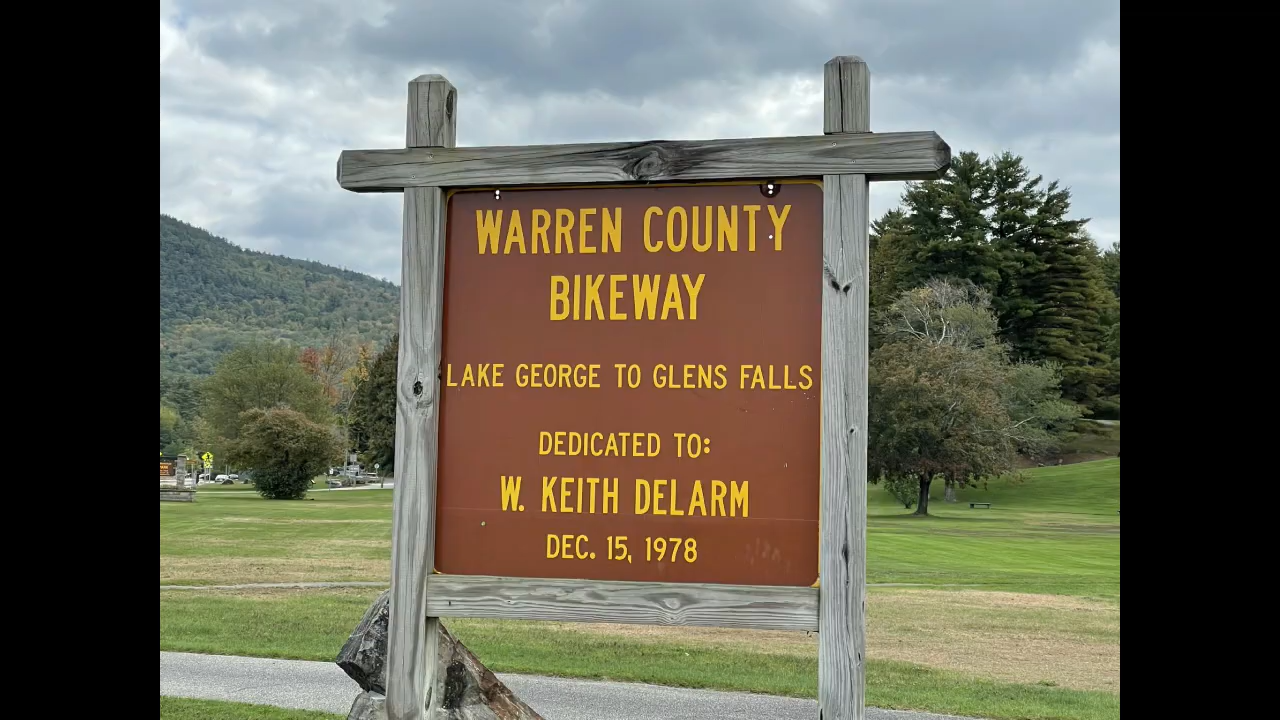 WARREN COUNTY
BIKEWAY
LAKE GEORGE TO GLENS FALLS
DEDICATED TO:
W. KEITH DELARM
DEC. 15, 1978